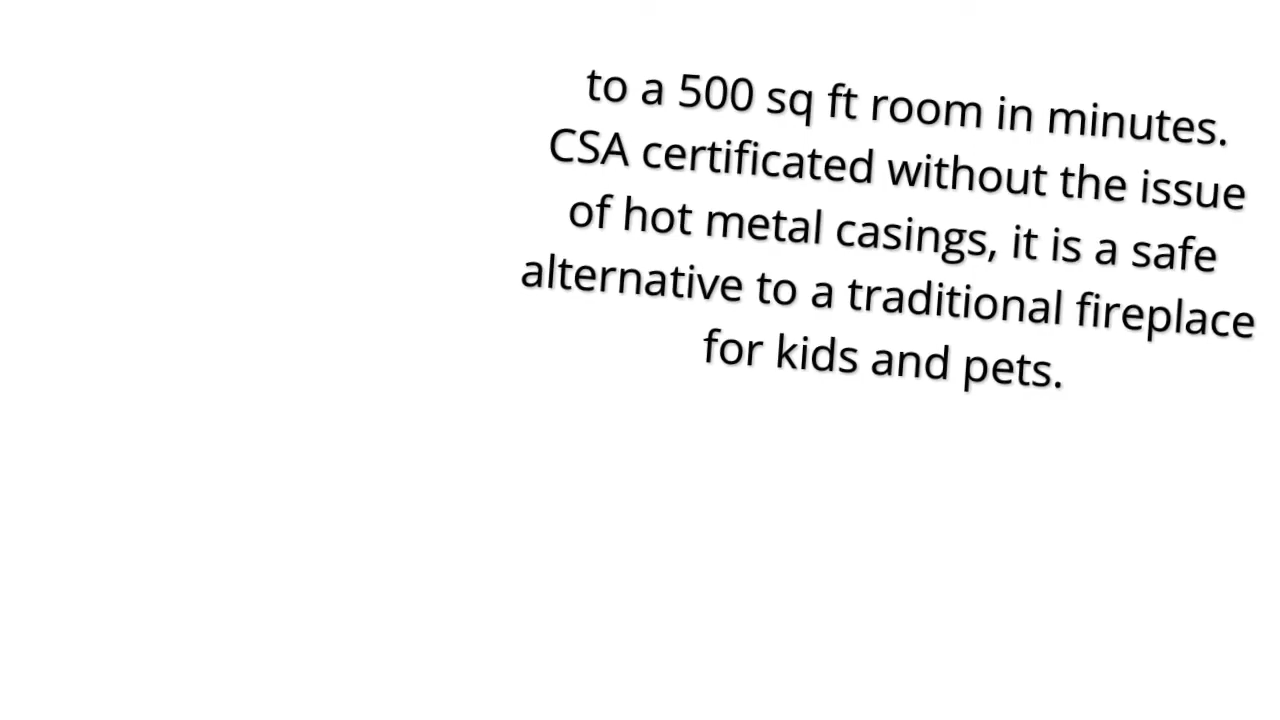 to a 500 sq ft room in minutes.
CSA certificated without the issue
of hot metal casings, it is a safe
alternative to a traditional fireplace
for kids and pets.